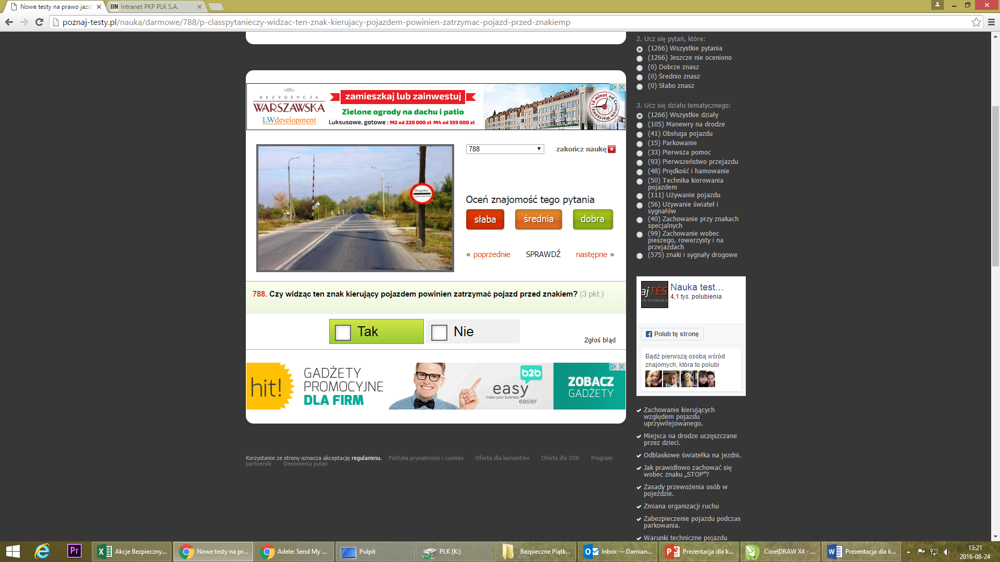 Nowe testy na prawo jazd
Intranet PKP PLK S.A.
poznaj-testy.pl/nauka/darmowe/788/p-classpytanieczy-widzac-ten-znak-kierujacy-pojazdem-powinien-zatrzymac-pojazd-przed-znakiemp
2. Ucz się pytań, które:
(1266) Wszystkie pytania
(1266) Jeszcze nie oceniono
(0) Dobrze znasz
(0) Średnio znasz
(0) Słabo znasz
3. Ucz się działu tematycznego:
(1266) Wszystkie działy
(105) Manewry na drodze
(41) Obsługa pojazdu
(15) Parkowanie
(33) Pierwsza pomoc
(93) Pierwszeństwo przejazdu
(48) Prędkość i hamowanie
(50) Technika kierowania
pojazdem
(111) Używanie pojazdu
(56) Używanie świateł i
sygnałów
(40) Zachowanie przy znakach
specjalnych
(99) Zachowanie wobec
pieszego, rowerzysty i na
przejazdach
(575) znaki i sygnały drogowe
REZYDENCJA
WARSZAWSKA
LWdevelopment
zamieszkaj lub zainwestuj
Zielone ogrody na dachu i patio
Luksusowe, gotowe : M2 od 220 000 zł M4 od 359 000 zł
15 minut od Centrum Warszawy
Rogatka
788
zakończ naukę
Oceń znajomość tego pytania
słaba
średnia
dobra
« poprzednie
SPRAWDŹ
następne »
788. Czy widząc ten znak kierujący pojazdem powinien zatrzymać pojazd przed znakiem? (3 pkt.)
Tak
Nie
Zgłoś błąd
hit!
GADŻETY
PROMOCYJNE
DLA FIRM
b2b
easy
make your business
easier
ZOBACZ
GADŻETY
ajTES
UKI TESTÓW NA P
Nauka test...
4,1 tys. polubienia
Polub tę stronę
Bądź pierwszą osobą wśród
znajomych, która to polubi
Zachowanie kierujących
względem pojazdu
uprzywilejowanego.
Miejsca na drodze uczęszczane
przez dzieci.
Odblaskowe światełka na jezdni.
Jak prawidłowo zachować się
wobec znaku „STOP"?
Zasady przewożenia osób w
pojeździe.
Zmiana organizacji ruchu
Zabezpieczenie pojazdu podczas
parkowania.
Warunki techniczne pojazdu
Korzystanie ze strony oznacza akceptację regulaminu. Polityka prywatności i cookies Oferta dla kursantów Oferta dla OSK Program
partnerski Omówienia pytań
Pr
Akcje Bezpieczny...
Nowe testy na pr...
Adele: Send My ...
Pulpit
PLK (K:)
Bezpieczne Piątk...
Inbox — Damian...
Prezentacja dla k...
CorelDRAW X4 - ...
Prezentacja dla k...
13:21
2016-08-24